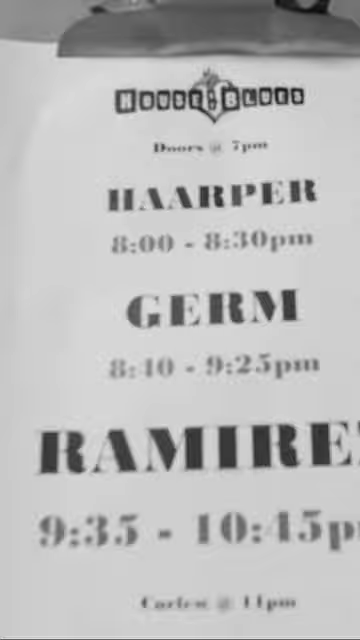 HOUSE OF BLUES
Doors @ 7pm
HAARPER
8:00 - 8:30pm
GERM
8:40 - 9:25pm
RAMIREZ
9:35 - 10:45p
Curfew @ 11pm